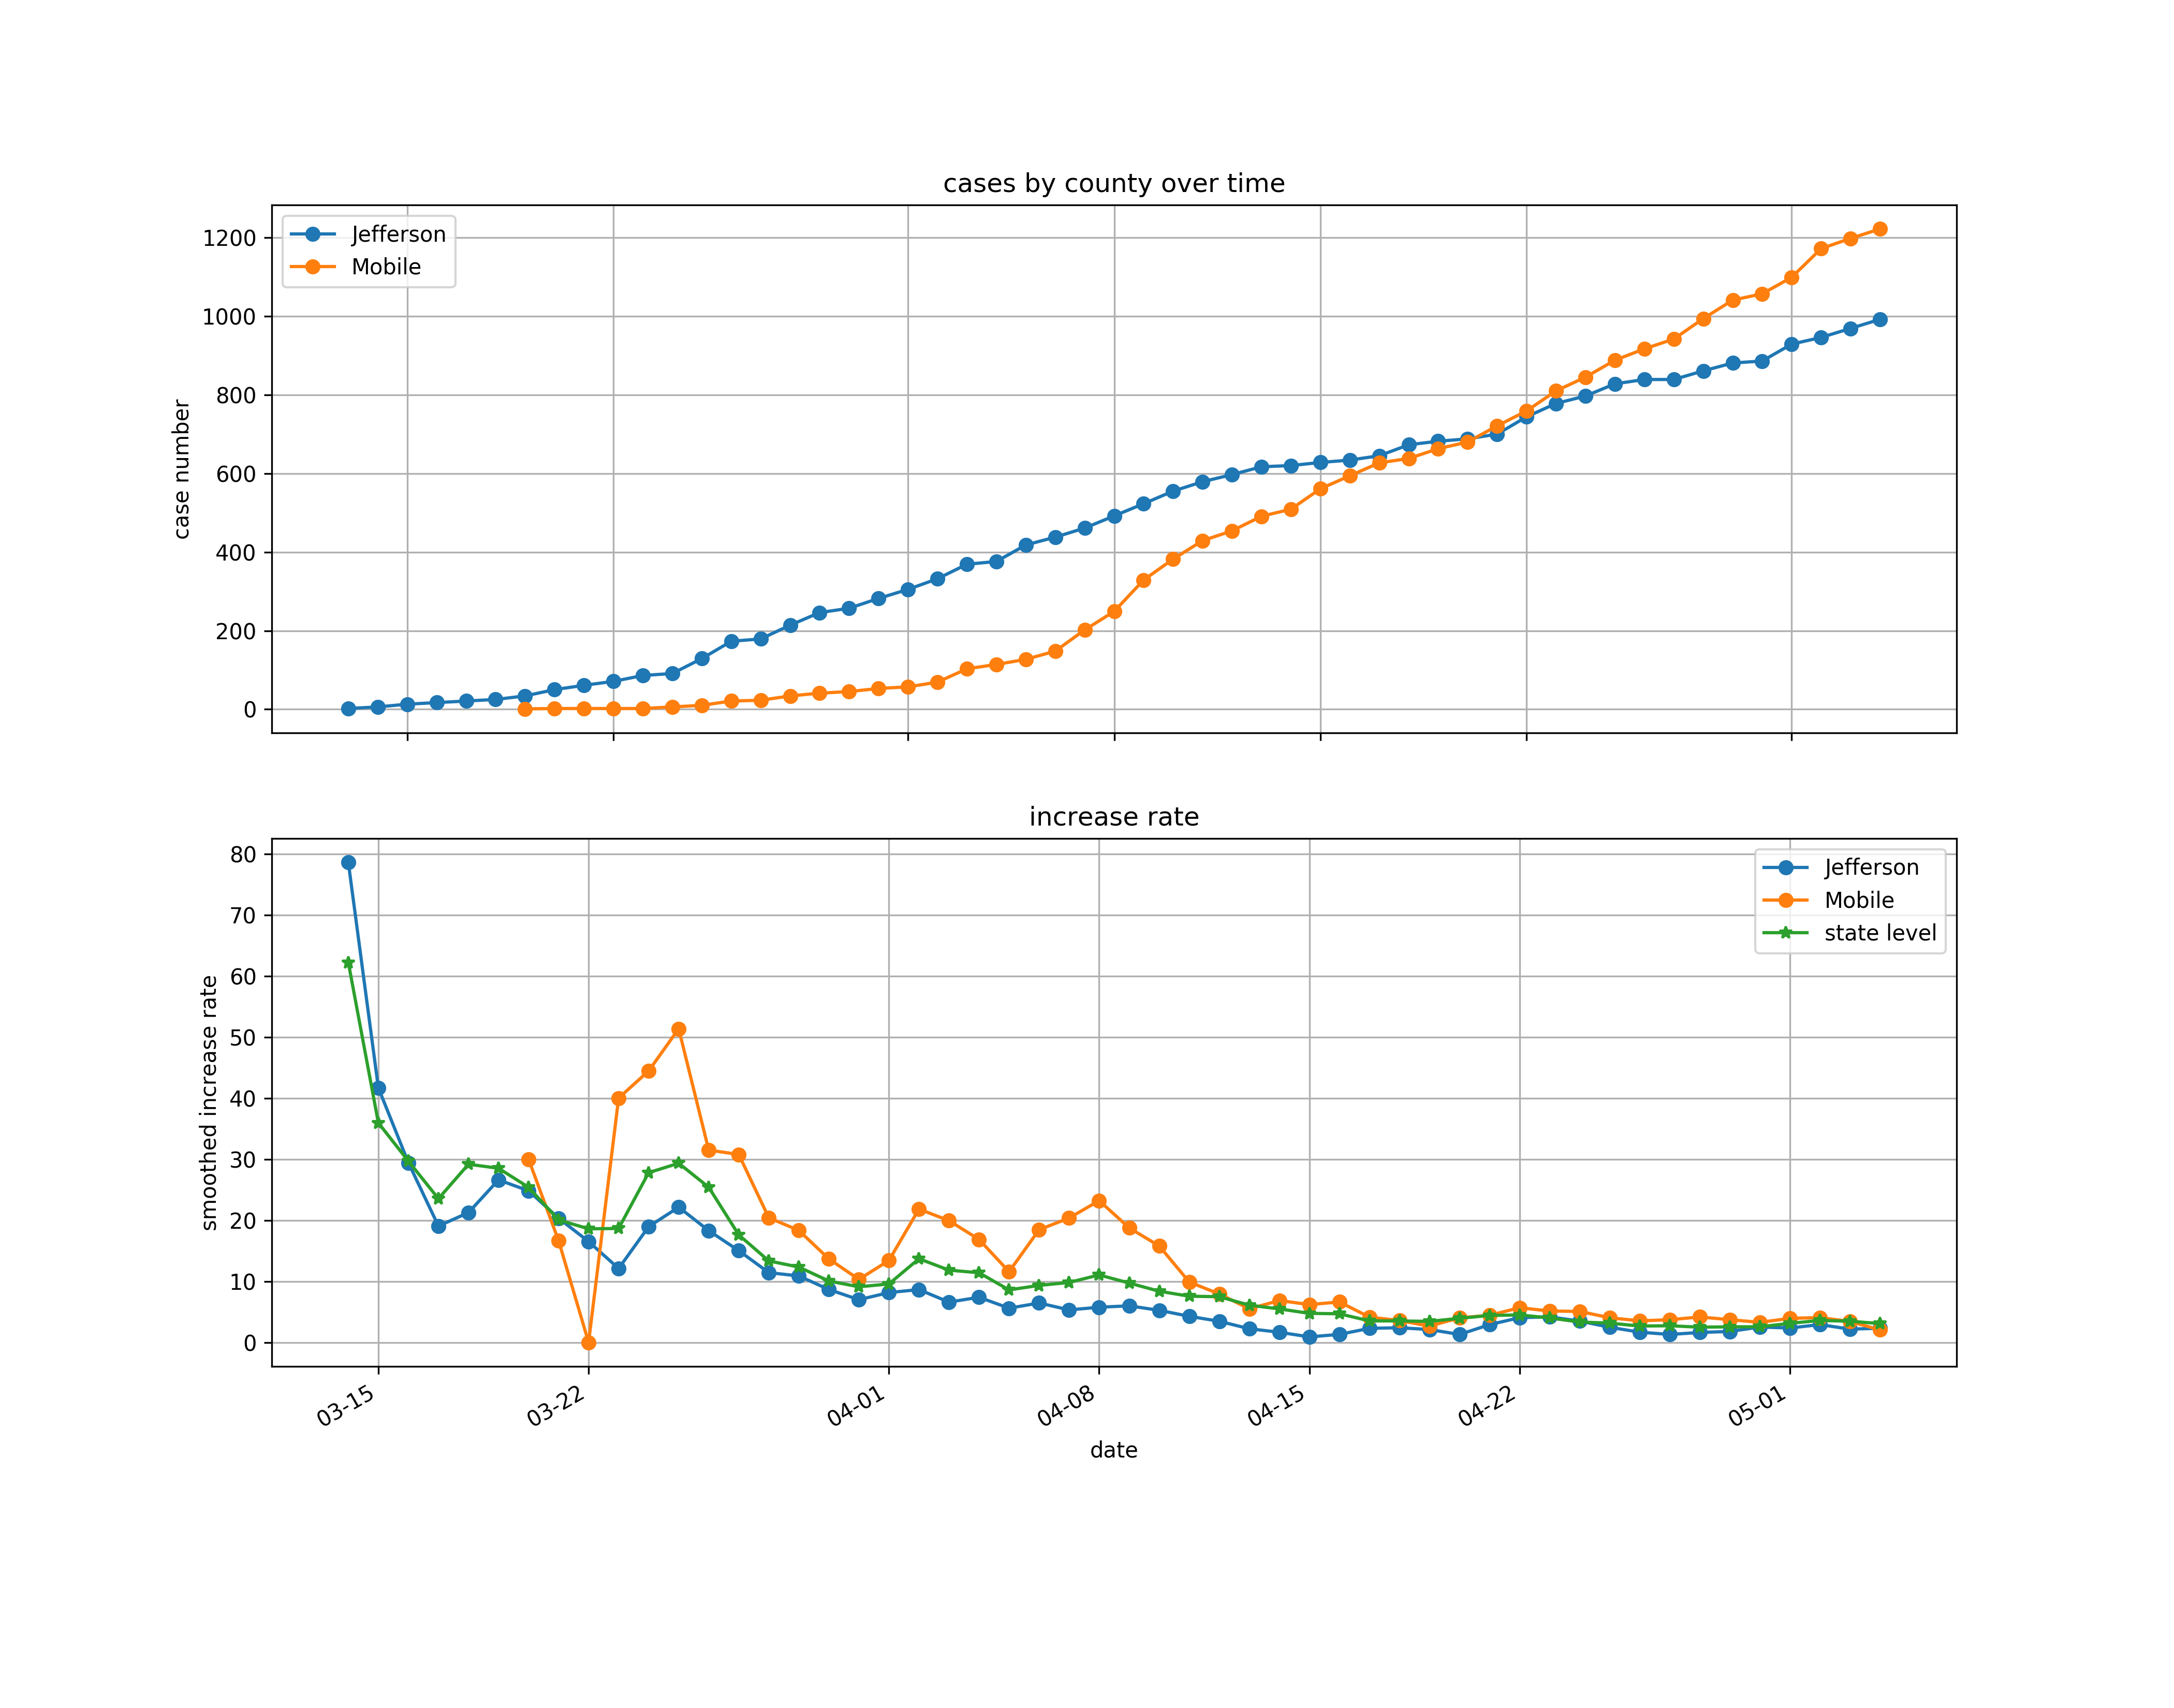 cases by county over time
Jefferson
Mobile
1200
1000
800
600
400
200
0
case number
increase rate
Jefferson
Mobile
state level
80
70
60
50
40
30
20
10
0
smoothed increase rate
03-15 03-22 04-01 04-08 04-15 04-22 05-01
date